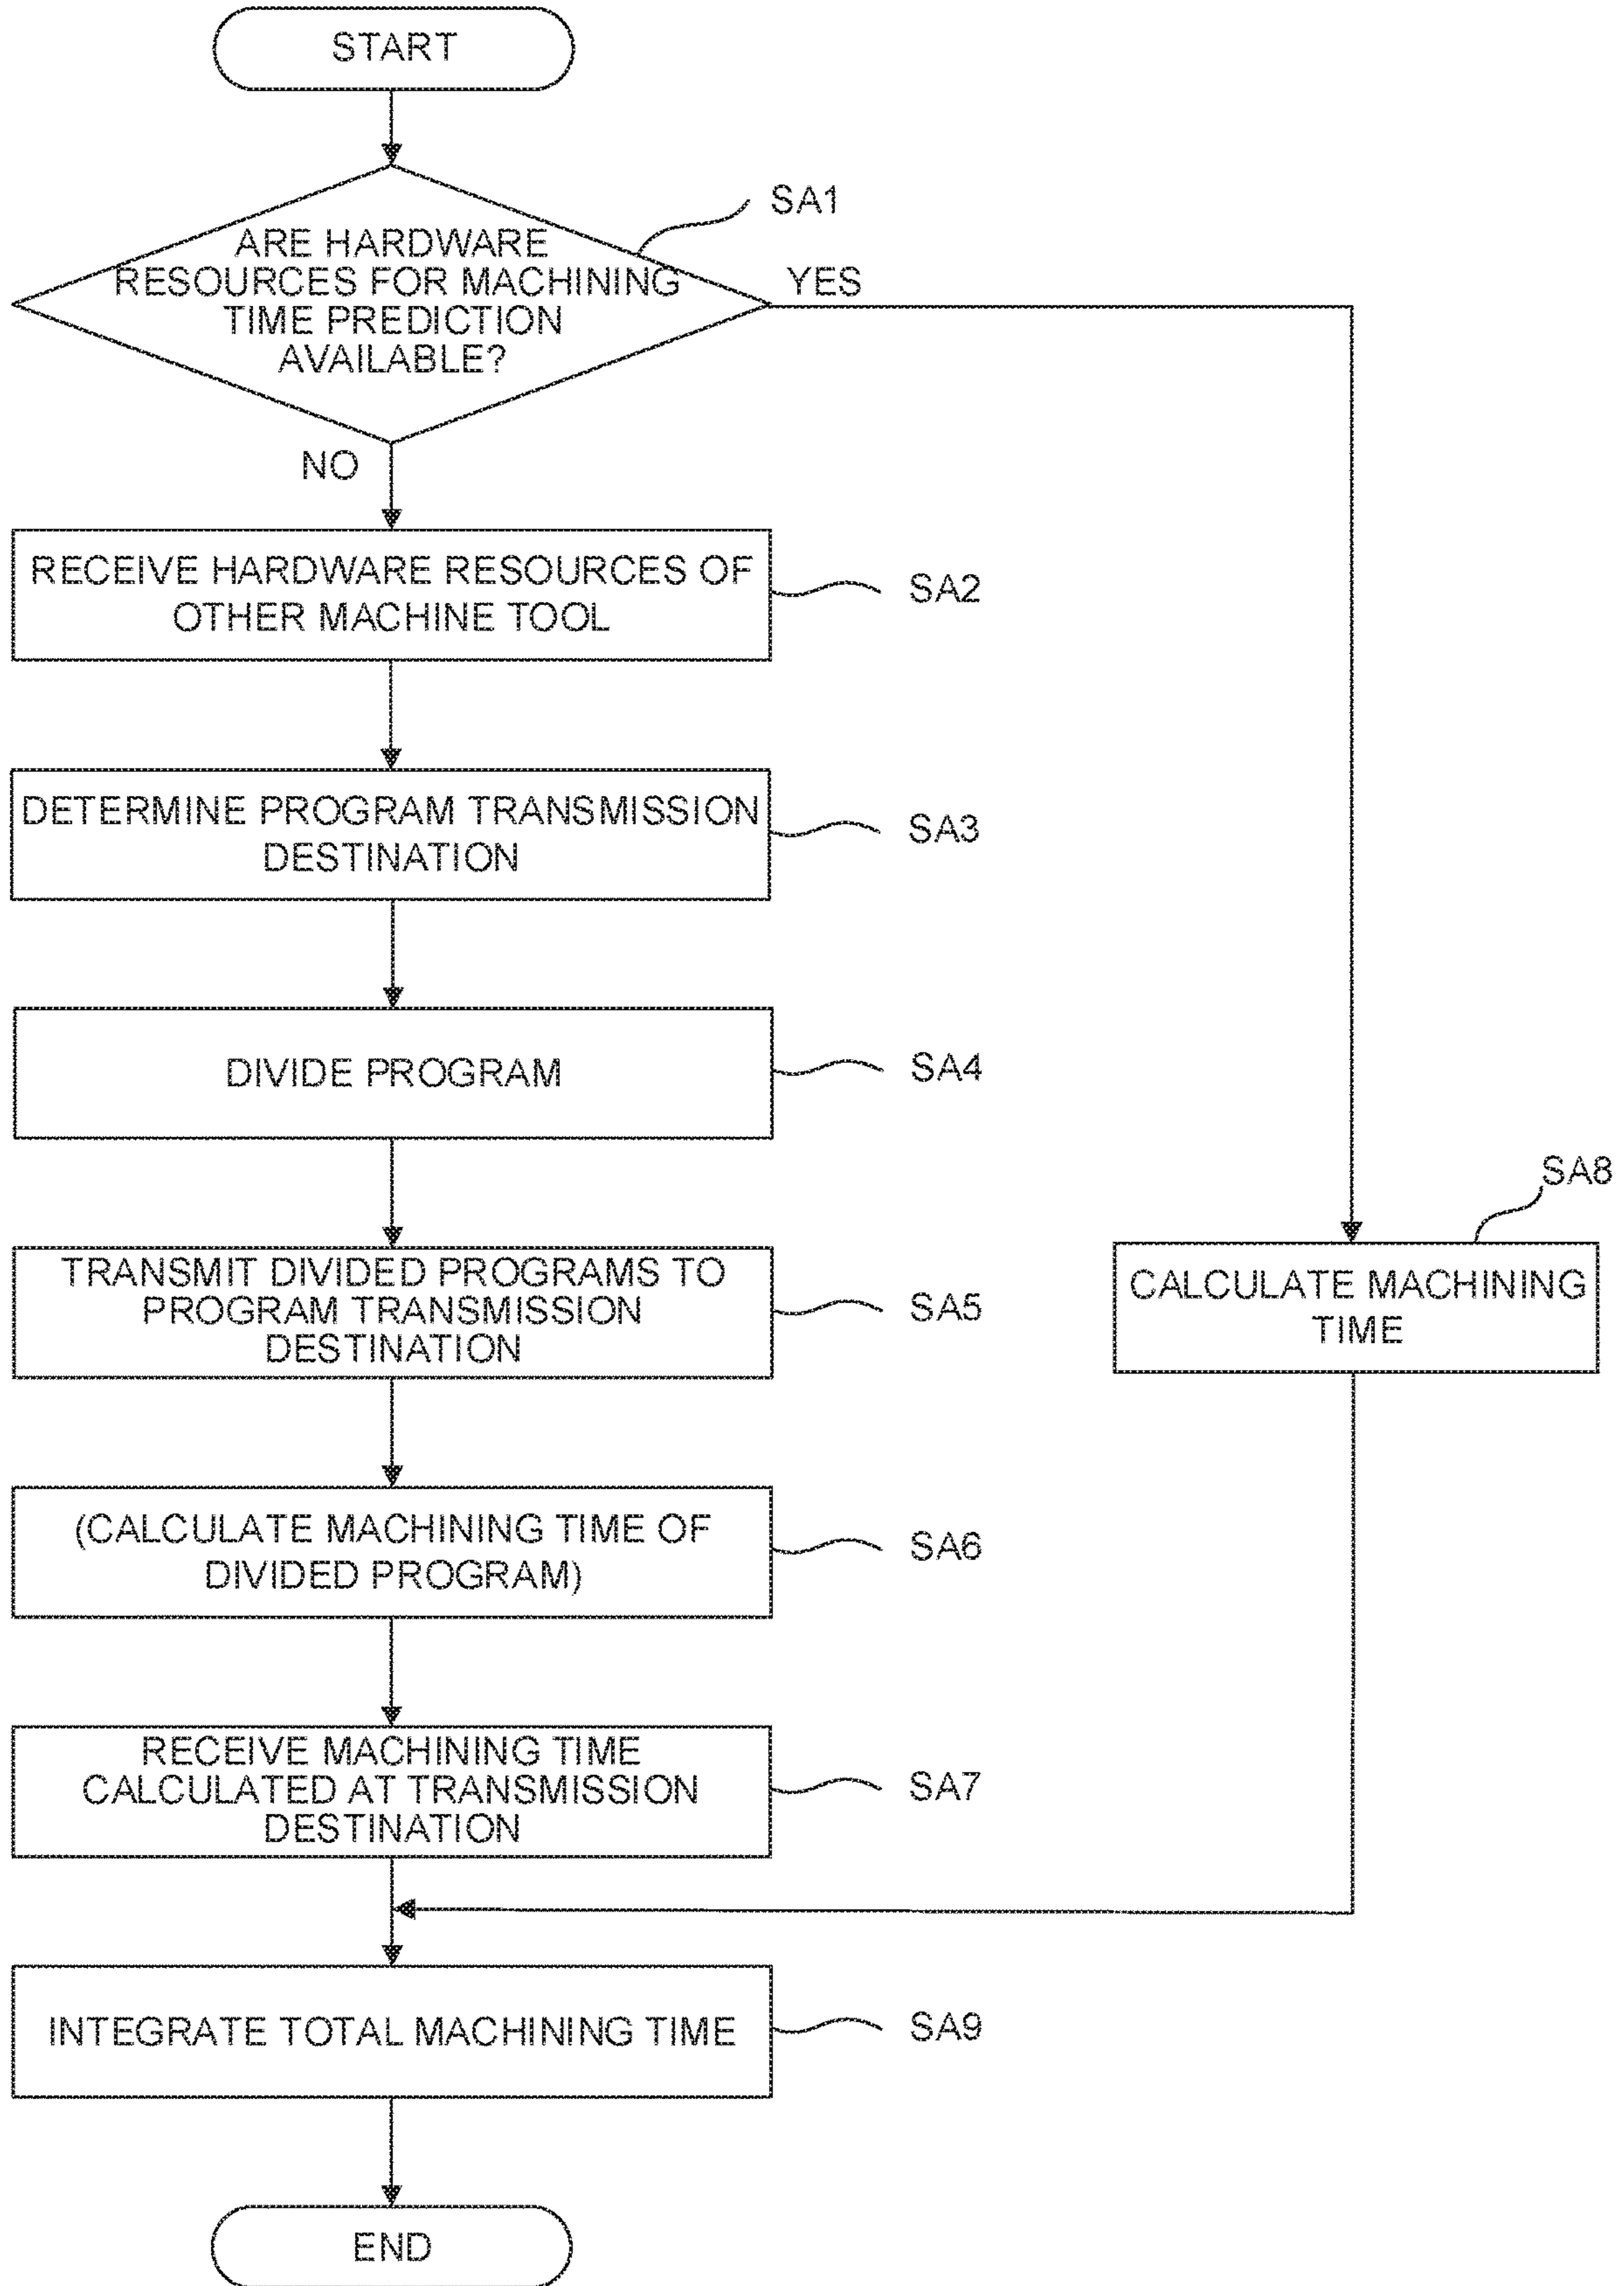 START
SA1
ARE HARDWARE
RESOURCES FOR MACHINING
TIME PREDICTION
AVAILABLE?
YES
NO
RECEIVE HARDWARE RESOURCES OF
OTHER MACHINE TOOL
SA2
DETERMINE PROGRAM TRANSMISSION
DESTINATION
SA3
DIVIDE PROGRAM
SA4
TRANSMIT DIVIDED PROGRAMS TO
PROGRAM TRANSMISSION
DESTINATION
SA5
SA8
CALCULATE MACHINING
TIME
(CALCULATE MACHINING TIME OF
DIVIDED PROGRAM)
SA6
RECEIVE MACHINING TIME
CALCULATED AT TRANSMISSION
DESTINATION
SA7
INTEGRATE TOTAL MACHINING TIME
SA9
END